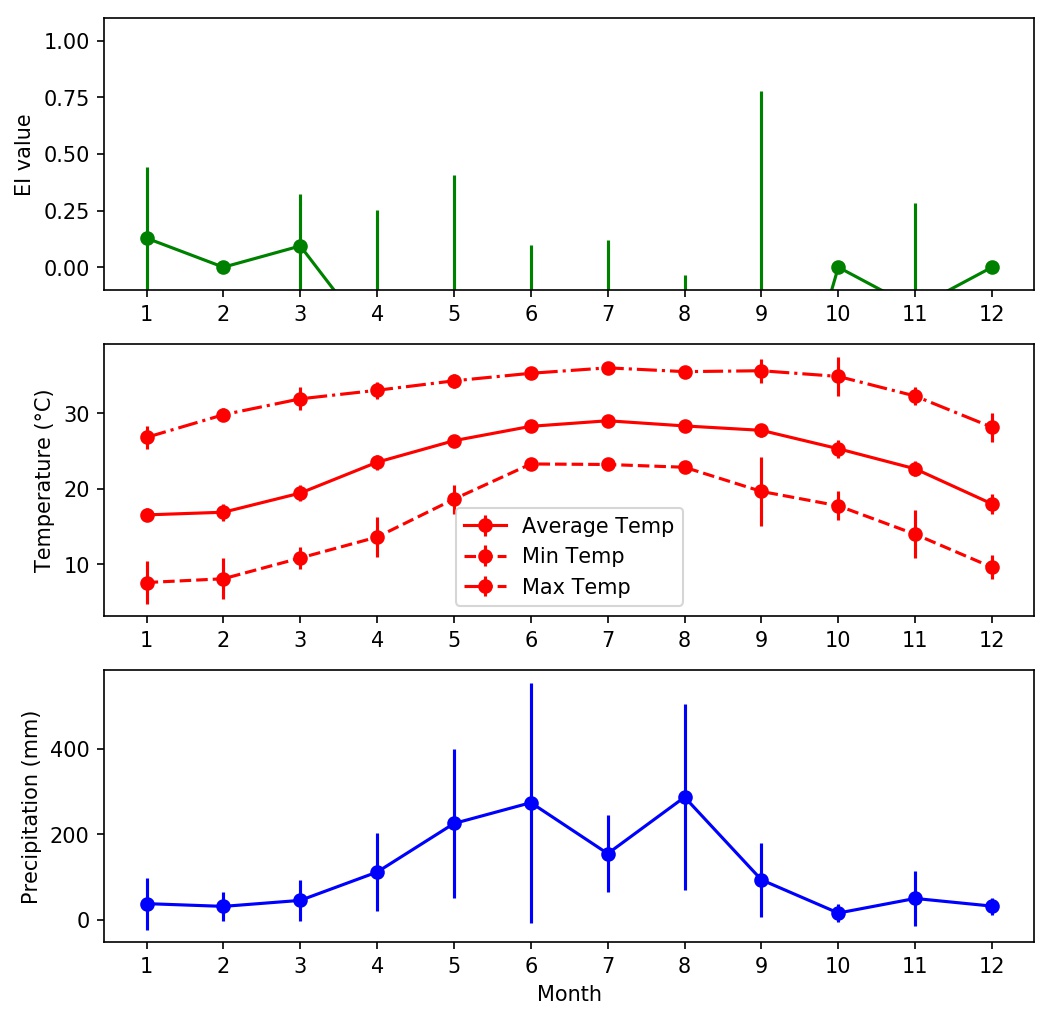 EI value
1.00
0.75
0.50
0.25
0.00
1 2 3 4 5 6 7 8 9 10 11 12
Temperature (°C)
30
20
10
Average Temp
Min Temp
Max Temp
1 2 3 4 5 6 7 8 9 10 11 12
Precipitation (mm)
400
200
0
1 2 3 4 5 6 7 8 9 10 11 12
Month